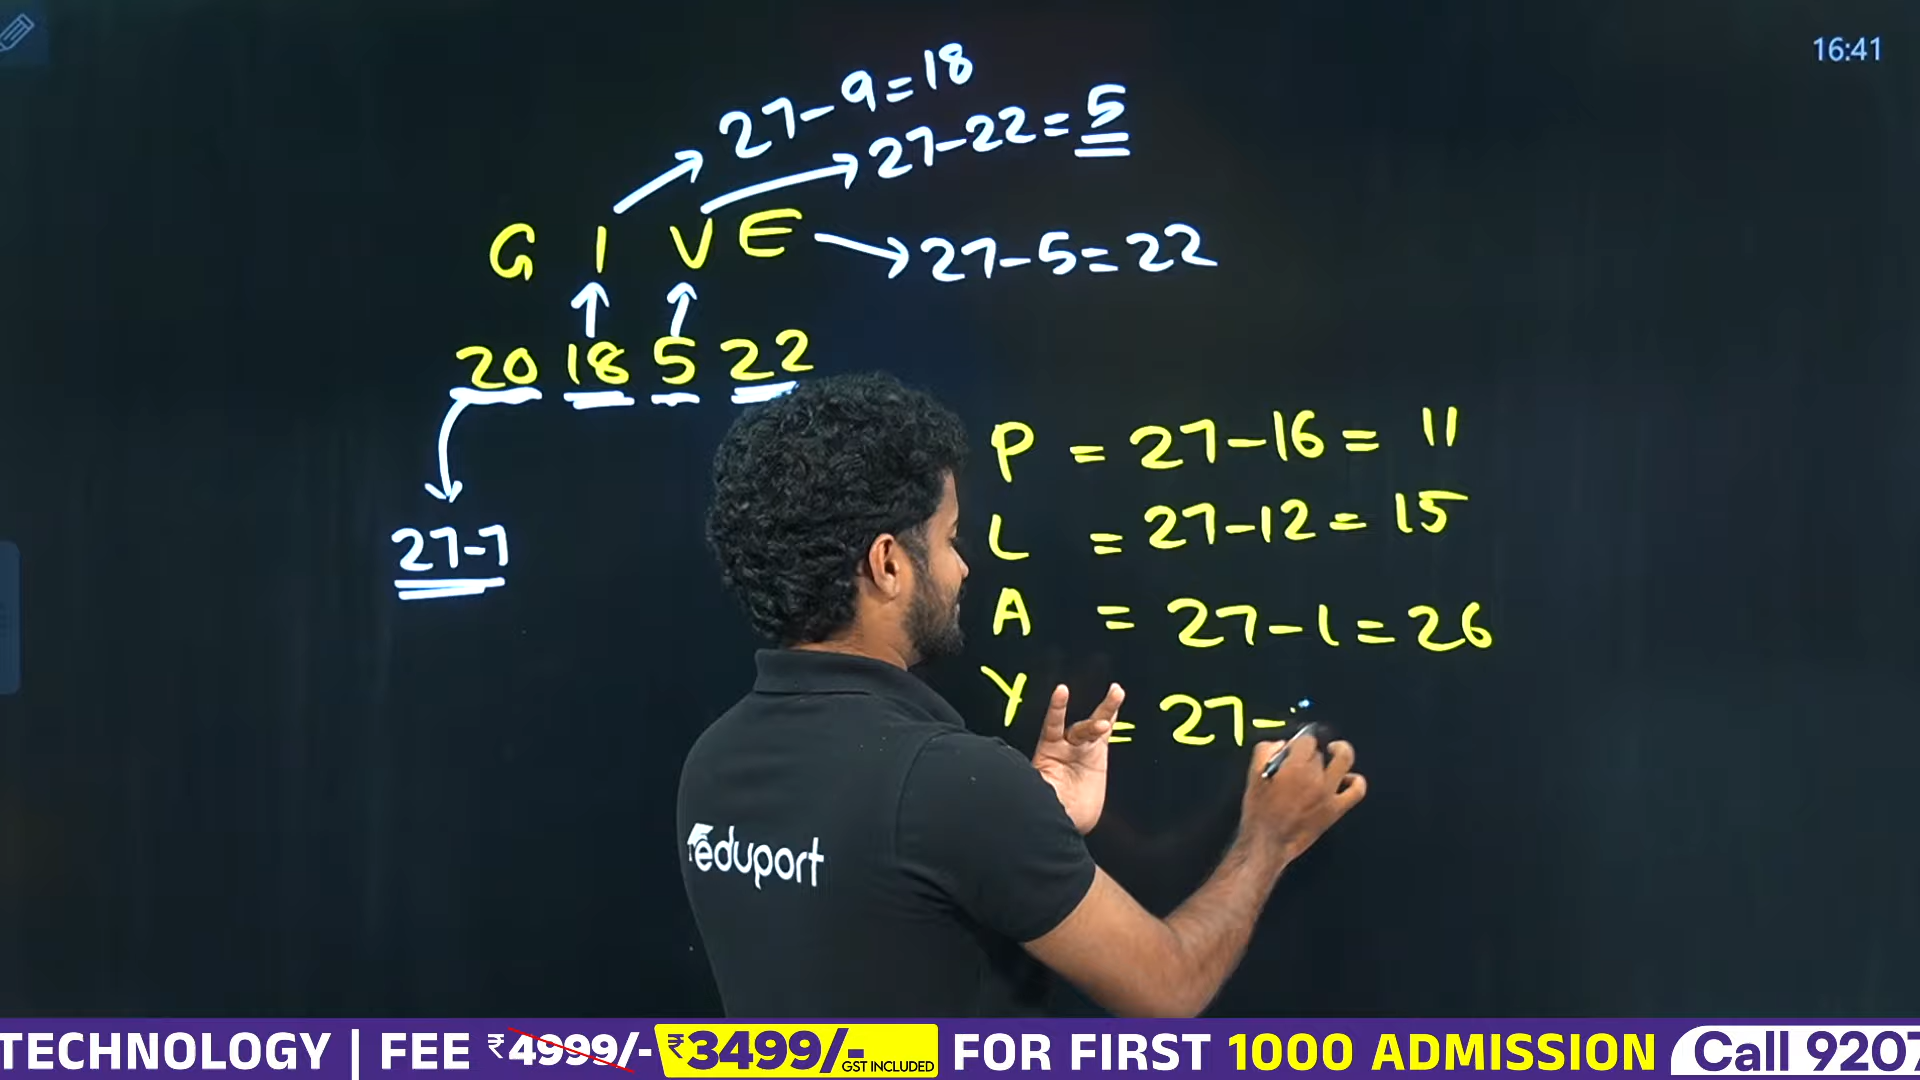 16:41
27-9=18
27-22=5
G I V E
27-5=22
20 18 5 22
27-7
P = 27-16 = 11
L = 27-12 = 15
A = 27-1=26
Y = 27-
eduport
TECHNOLOGY | FEE ₹4999/- ₹3499/- GST INCLUDED FOR FIRST 1000 ADMISSION Call 9207